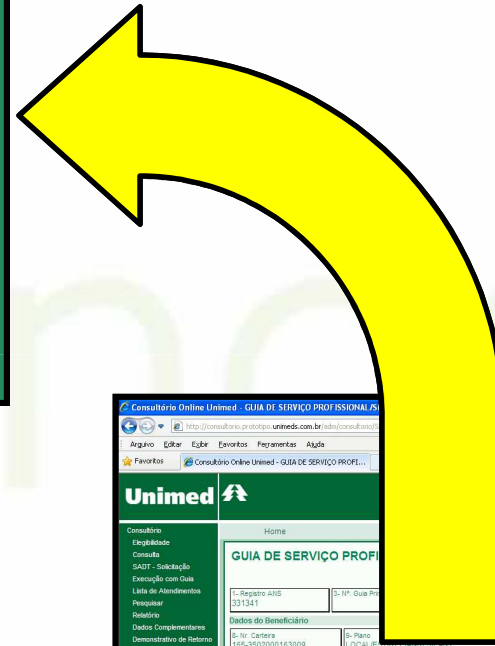 Consultório Online Unimed - GUIA DE SERVIÇO PROFISSIONAL/S
http://consultorio.prototipo.unimeds.com.br/adm/consultorio/S
Arquivo Editar Exibir Favoritos Ferramentas Ajuda
Favoritos Consultório Online Unimed - GUIA DE SERVIÇO PROFI...
Unimed
Consultório
Elegibilidade
Consulta
SADT - Solicitação
Execução com Guia
Lista de Atendimentos
Pesquisar
Relatório
Dados Complementares
Demonstrativo de Retorno
Home
GUIA DE SERVIÇO PROFI
1- Registro ANS
331341
3- Nº. Guia Prin
Dados do Beneficiário
8- Nr. Carteira
165-3502000163009
9- Plano